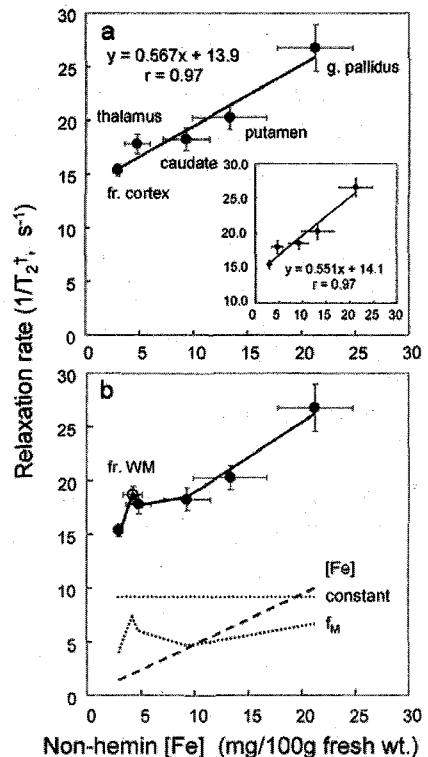 a
y = 0.567x + 13.9
r = 0.97
g. pallidus
thalamus
putamen
caudate
fr. cortex
30
25
20
15
10
5
0
25.0
20.0
15.0
10.0
y = 0.551x + 14.1
r = 0.97
0 5 10 15 20 25 30
0 5 10 15 20 25 30
Relaxation rate (1/T₂†, s⁻¹)
b
fr. WM
[Fe]
constant
fM
30
25
20
15
10
5
0
0 5 10 15 20 25 30
Non-hemin [Fe] (mg/100g fresh wt.)